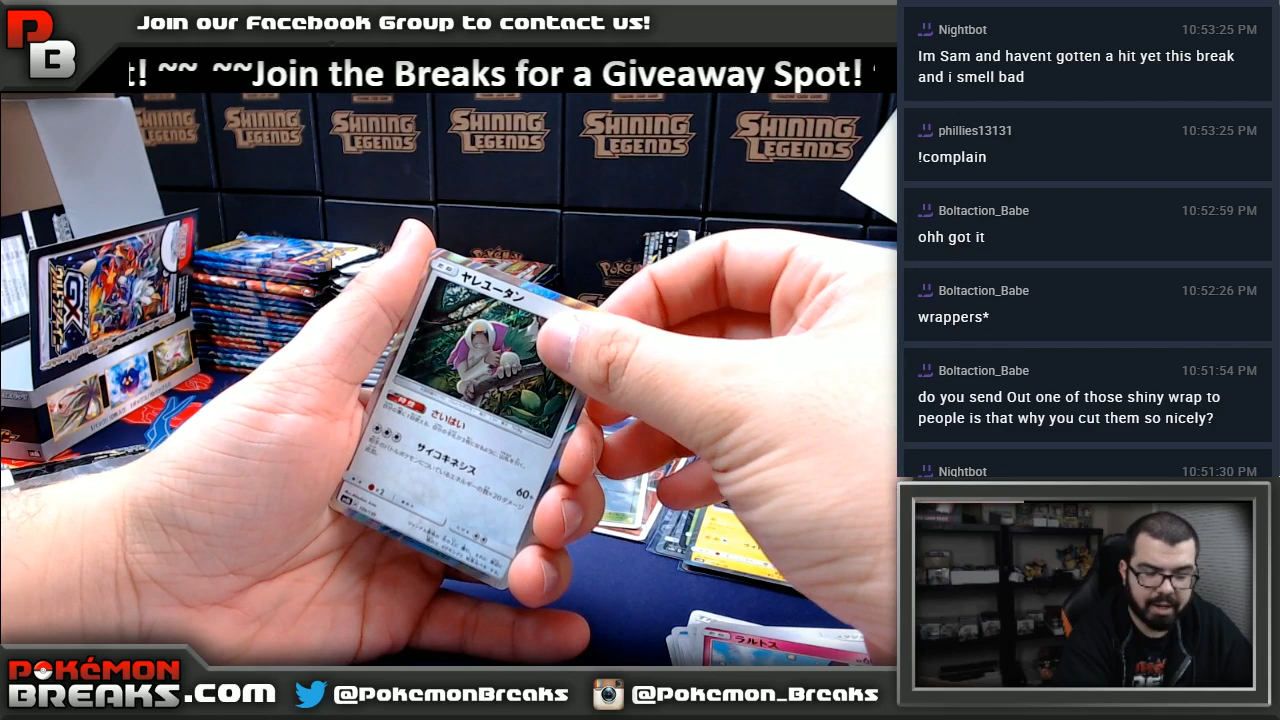 PB
Join our Facebook Group to contact us!
t! ~~ ~~Join the Breaks for a Giveaway Spot!
SHINING LEGENDS
SHINING LEGENDS
SHINING LEGENDS
SHINING LEGENDS
SHINING LEGENDS
SHINING LEGENDS
GX
ヤレユータン
特性 さいはい
サイコキネシス
60+
ラルトス
Nightbot 10:53:25 PM
Im Sam and havent gotten a hit yet this break
and i smell bad
phillies13131 10:53:25 PM
!complain
Boltaction_Babe 10:52:59 PM
ohh got it
Boltaction_Babe 10:52:26 PM
wrappers*
Boltaction_Babe 10:51:54 PM
do you send Out one of those shiny wrap to
people is that why you cut them so nicely?
Nightbot 10:51:30 PM
POKéMON
BREAKS.com
@PokemonBreaks
@Pokemon_Breaks